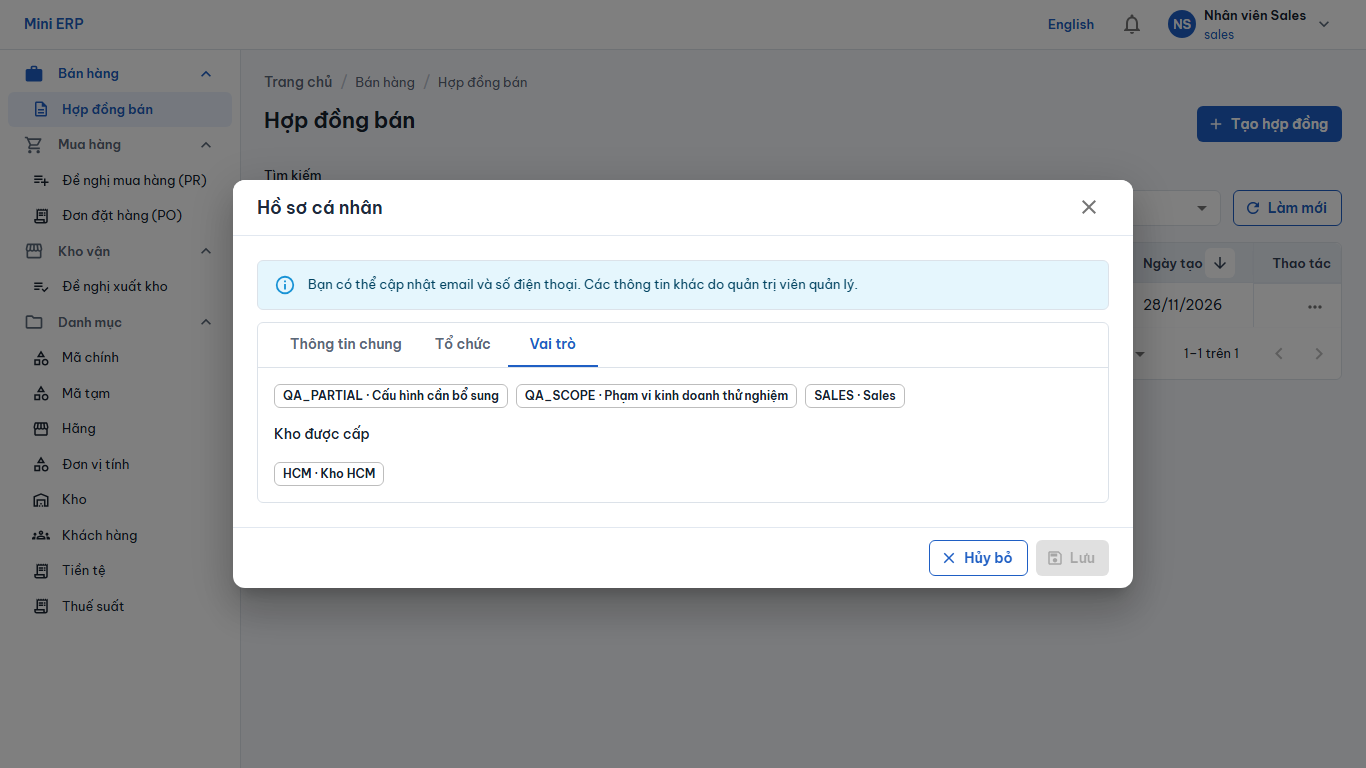 Mini ERP
English
NS
Nhân viên Sales
sales
Bán hàng
Hợp đồng bán
Mua hàng
Đề nghị mua hàng (PR)
Đơn đặt hàng (PO)
Kho vận
Đề nghị xuất kho
Danh mục
Mã chính
Mã tạm
Hãng
Đơn vị tính
Kho
Khách hàng
Tiền tệ
Thuế suất
Trang chủ / Bán hàng / Hợp đồng bán
Hợp đồng bán
Tạo hợp đồng
Tìm kiếm
Làm mới
Ngày tạo
Thao tác
28/11/2026
1–1 trên 1
Hồ sơ cá nhân
Bạn có thể cập nhật email và số điện thoại. Các thông tin khác do quản trị viên quản lý.
Thông tin chung
Tổ chức
Vai trò
QA_PARTIAL · Cấu hình cần bổ sung
QA_SCOPE · Phạm vi kinh doanh thử nghiệm
SALES · Sales
Kho được cấp
HCM · Kho HCM
Hủy bỏ
Lưu